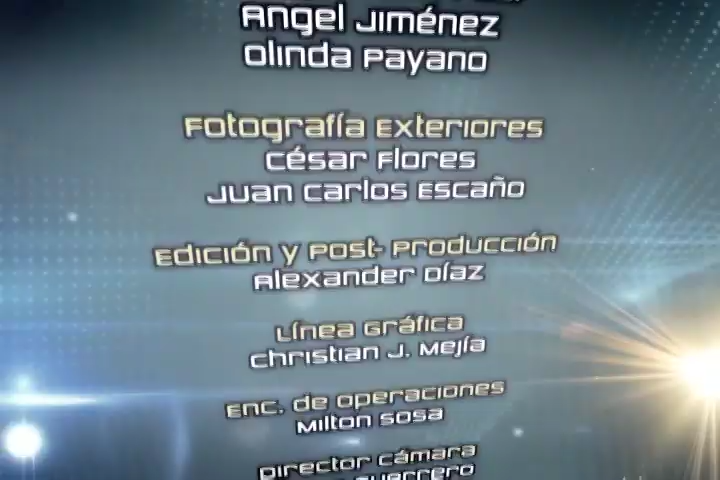 Angel Jiménez
Olinda Payano
Fotografía Exteriores
César Flores
Juan Carlos Escaño
Edición y Post- Producción
Alexander Díaz
Línea Gráfica
Christian J. Mejía
Enc. de operaciones
Milton Sosa
Director Cámara
Guerrero